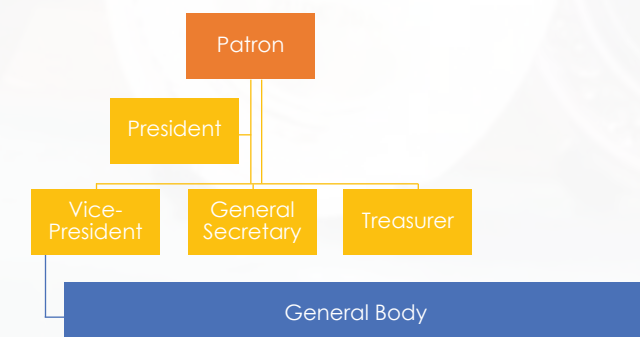 Patron
President
Vice-
President
General
Secretary
Treasurer
General Body